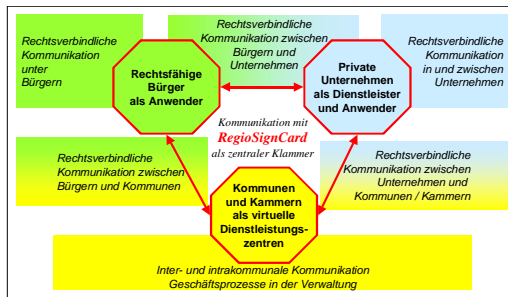 Rechtsverbindliche
Kommunikation
unter
Bürgern
Rechtsverbindliche
Kommunikation zwischen
Bürgern und
Unternehmen
Rechtsverbindliche
Kommunikation
in und zwischen
Unternehmen
Rechtsfähige
Bürger
als Anwender
Private
Unternehmen
als Dienstleister
und Anwender
Kommunikation mit
RegioSignCard
als zentraler Klammer
Rechtsverbindliche
Kommunikation zwischen
Bürgern und Kommunen
Rechtsverbindliche
Kommunikation zwischen
Unternehmen und
Kommunen / Kammern
Kommunen
und Kammern
als virtuelle
Dienstleistungs-
zentren
Inter- und intrakommunale Kommunikation
Geschäftsprozesse in der Verwaltung